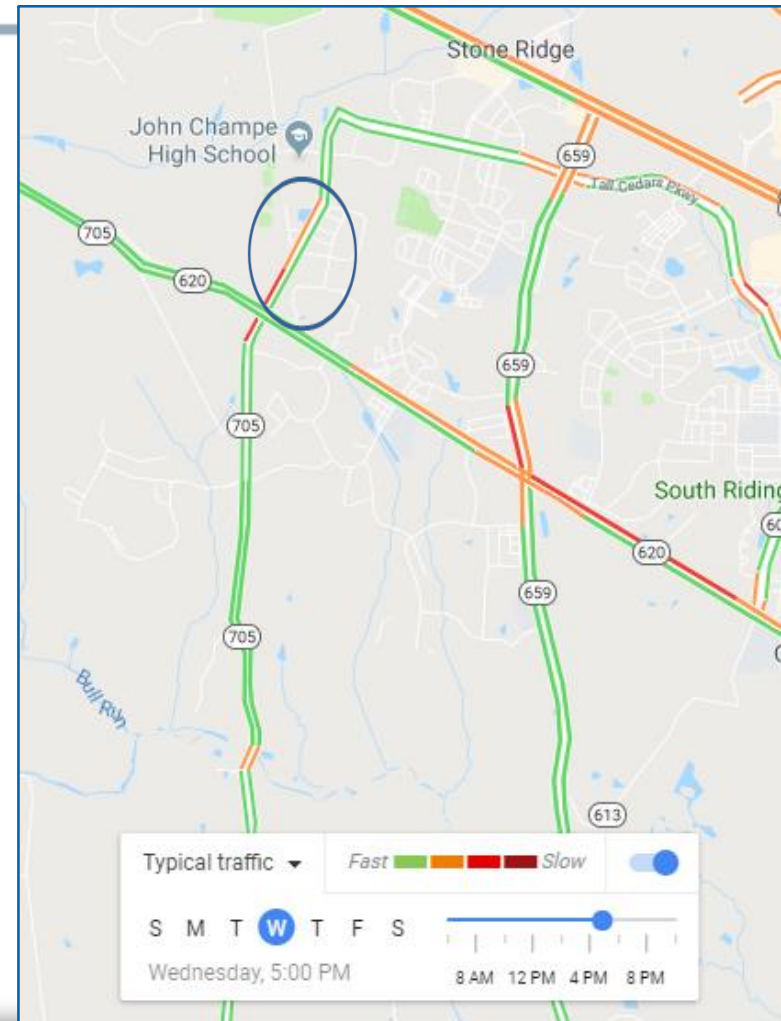 Stone Ridge
John Champe
High School
659
Tall Cedars Pkwy
705
620
659
705
South Riding
620
659
705
Bull Run
613
Typical traffic
Fast
Slow
S M T W T F S
Wednesday, 5:00 PM
8 AM 12 PM 4 PM 8 PM